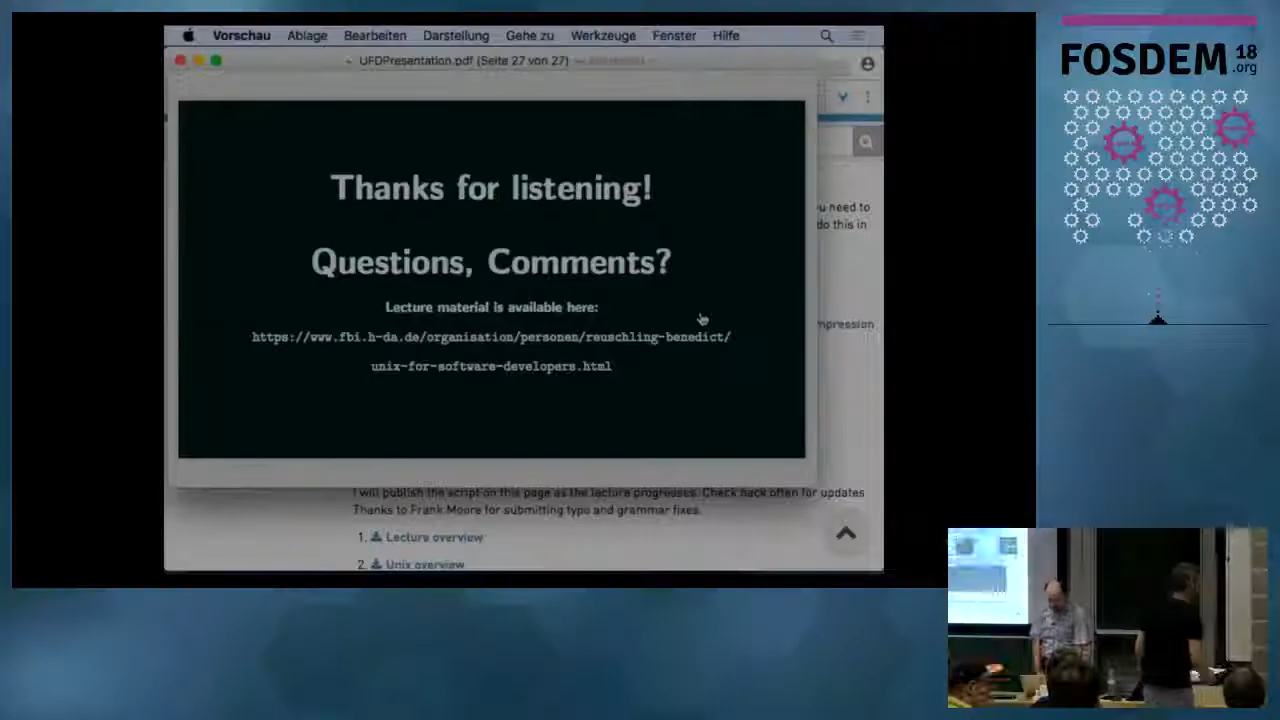 Vorschau Ablage Bearbeiten Darstellung Gehe zu Werkzeuge Fenster Hilfe
UFDPresentation.pdf (Seite 27 von 27)
Thanks for listening!
Questions, Comments?
Lecture material is available here:
https://www.fbi.h-da.de/organisation/personen/reuschling-benedict/
unix-for-software-developers.html
u need to
do this in
mpression
I will publish the script on this page as the lecture progresses. Check back often for updates
Thanks to Frank Moore for submitting typo and grammar fixes.
1. Lecture overview
2. Unix overview
FOSDEM 18
.org